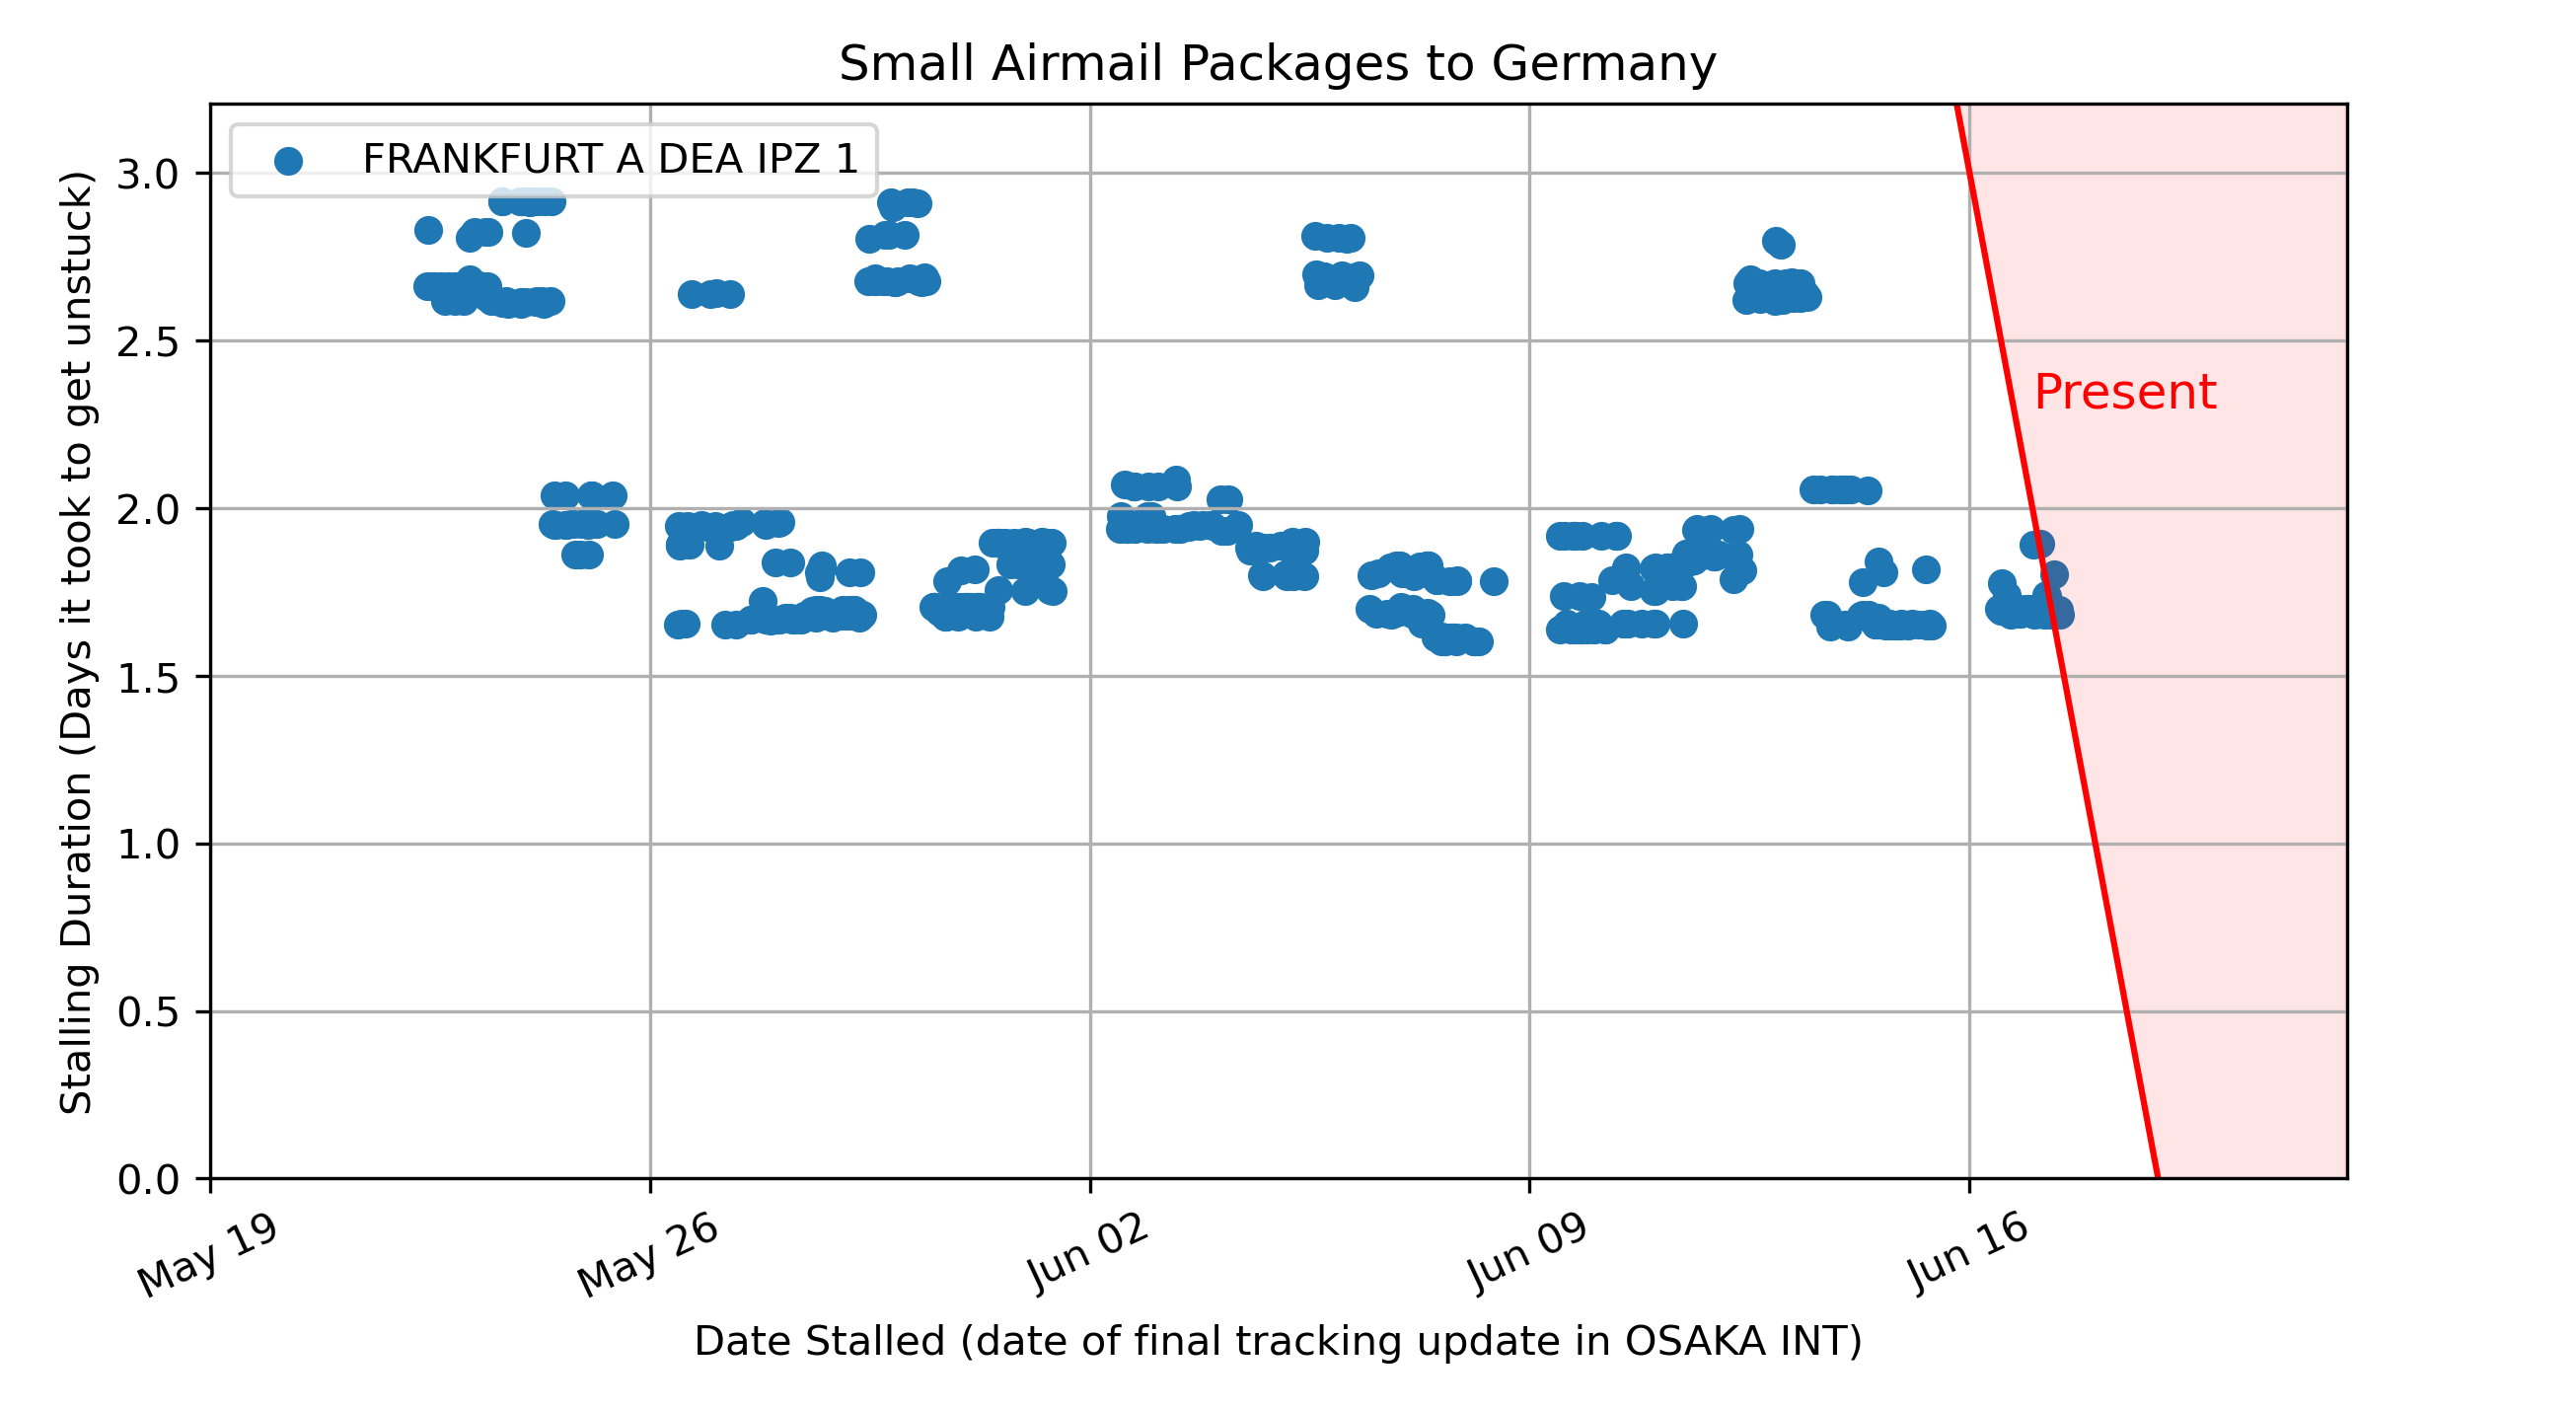 Small Airmail Packages to Germany
FRANKFURT A DEA IPZ 1
Present
Stalling Duration (Days it took to get unstuck)
3.0
2.5
2.0
1.5
1.0
0.5
0.0
May 19
May 26
Jun 02
Jun 09
Jun 16
Date Stalled (date of final tracking update in OSAKA INT)